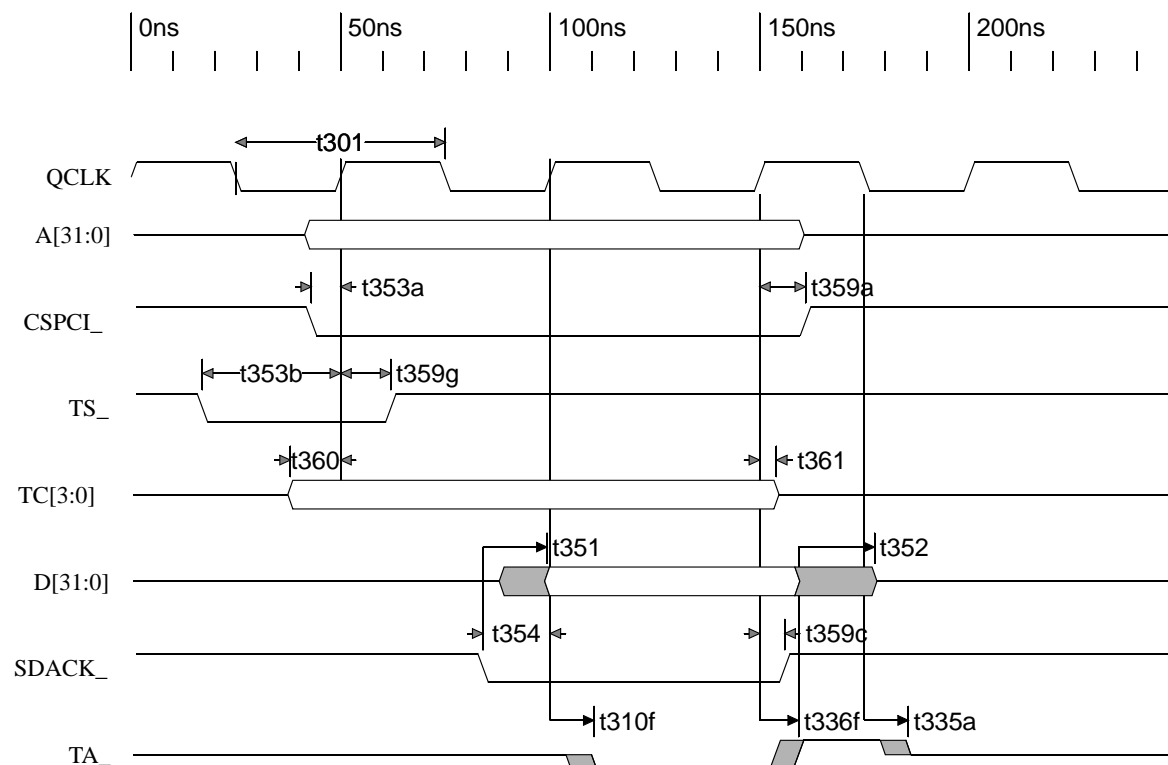 0ns 50ns 100ns 150ns 200ns
t301
QCLK
A[31:0]
t353a t359a
CSPCI_
t353b t359g
TS_
t360 t361
TC[3:0]
t351 t352
D[31:0]
t354 t359c
SDACK_
t310f t336f t335a
TA_